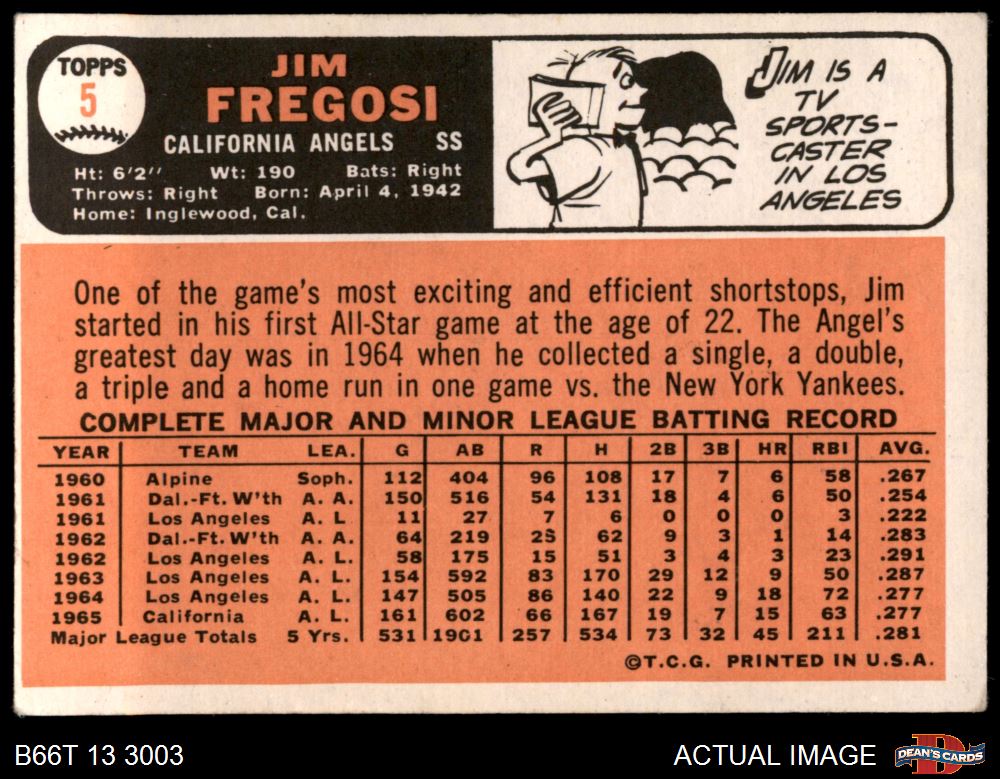 TOPPS
5
JIM
FREGOSI
CALIFORNIA ANGELS SS
Ht: 6'2" Wt: 190 Bats: Right
Throws: Right Born: April 4, 1942
Home: Inglewood, Cal.
JIM IS A
TV
SPORTS-
CASTER
IN LOS
ANGELES
One of the game's most exciting and efficient shortstops, Jim
started in his first All-Star game at the age of 22. The Angel's
greatest day was in 1964 when he collected a single, a double,
a triple and a home run in one game vs. the New York Yankees.
COMPLETE MAJOR AND MINOR LEAGUE BATTING RECORD
YEAR TEAM LEA. G AB R H 2B 3B HR RBI AVG.
1960 Alpine Soph. 112 404 96 108 17 7 6 58 .267
1961 Dal.-Ft. W'th A. A. 150 516 54 131 18 4 6 50 .254
1961 Los Angeles A. L 11 27 7 6 0 0 0 3 .222
1962 Dal.-Ft. W'th A. A. 64 219 25 62 9 3 1 14 .283
1962 Los Angeles A. L. 58 175 15 51 3 4 3 23 .291
1963 Los Angeles A. L. 154 592 83 170 29 12 9 50 .287
1964 Los Angeles A. L. 147 505 86 140 22 9 18 72 .277
1965 California A. L. 161 602 66 167 19 7 15 63 .277
Major League Totals 5 Yrs. 531 1901 257 534 73 32 45 211 .281
©T.C.G. PRINTED IN U.S.A.
B66T 13 3003
ACTUAL IMAGE
DEAN'S CARDS